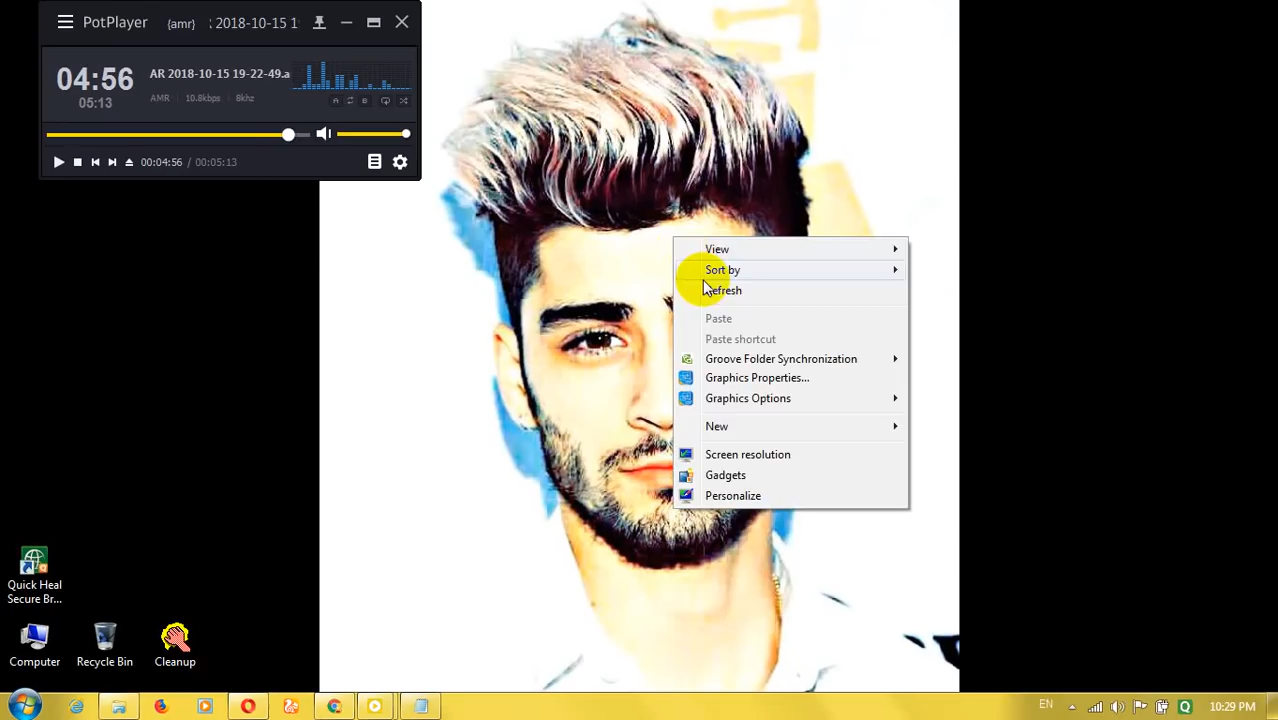 PotPlayer {amr} : 2018-10-15 1
04:56
05:13
AR 2018-10-15 19-22-49.a
AMR 10.8kbps 8khz
A B
00:04:56 / 00:05:13
View
Sort by
Refresh
Paste
Paste shortcut
Groove Folder Synchronization
Graphics Properties...
Graphics Options
New
Screen resolution
Gadgets
Personalize
Quick Heal
Secure Br...
Computer
Recycle Bin
Cleanup
EN
10:29 PM